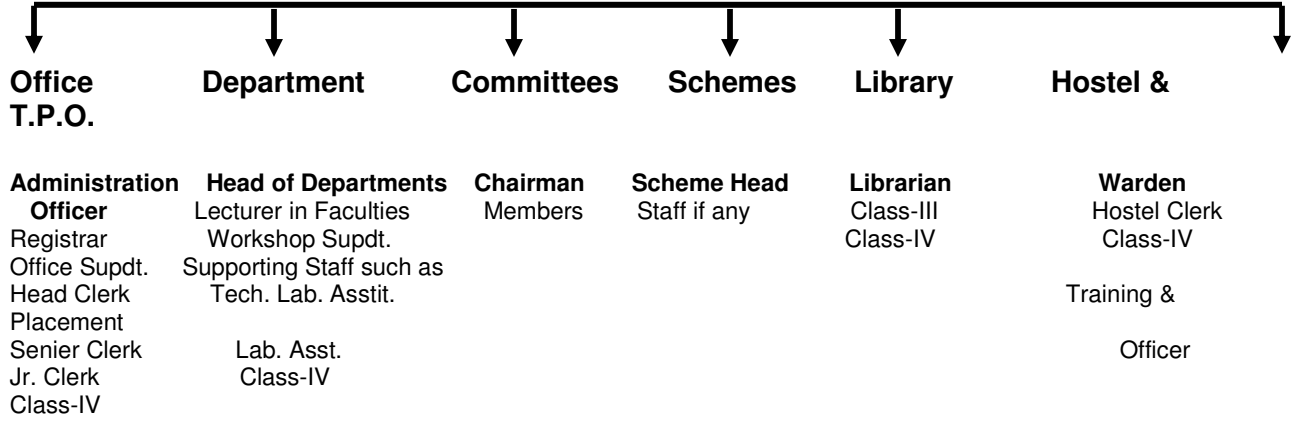 Office Department Committees Schemes Library Hostel &
T.P.O.
Administration Head of Departments Chairman Scheme Head Librarian Warden
Officer Lecturer in Faculties Members Staff if any Class-III Hostel Clerk
Registrar Workshop Supdt. Class-IV Class-IV
Office Supdt. Supporting Staff such as
Head Clerk Tech. Lab. Asstit. Training &
Placement
Senier Clerk Lab. Asst. Officer
Jr. Clerk Class-IV
Class-IV